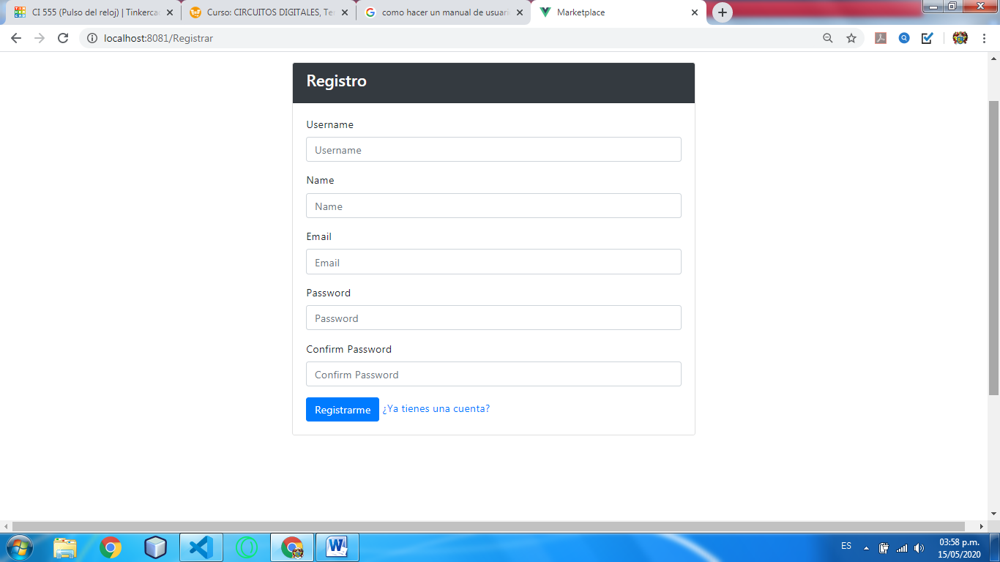 CI 555 (Pulso del reloj) | Tinkerca
Curso: CIRCUITOS DIGITALES, Te
como hacer un manual de usuari
Marketplace
localhost:8081/Registrar
Registro
Username
Username
Name
Name
Email
Email
Password
Password
Confirm Password
Confirm Password
Registrarme ¿Ya tienes una cuenta?
ES
03:58 p.m.
15/05/2020